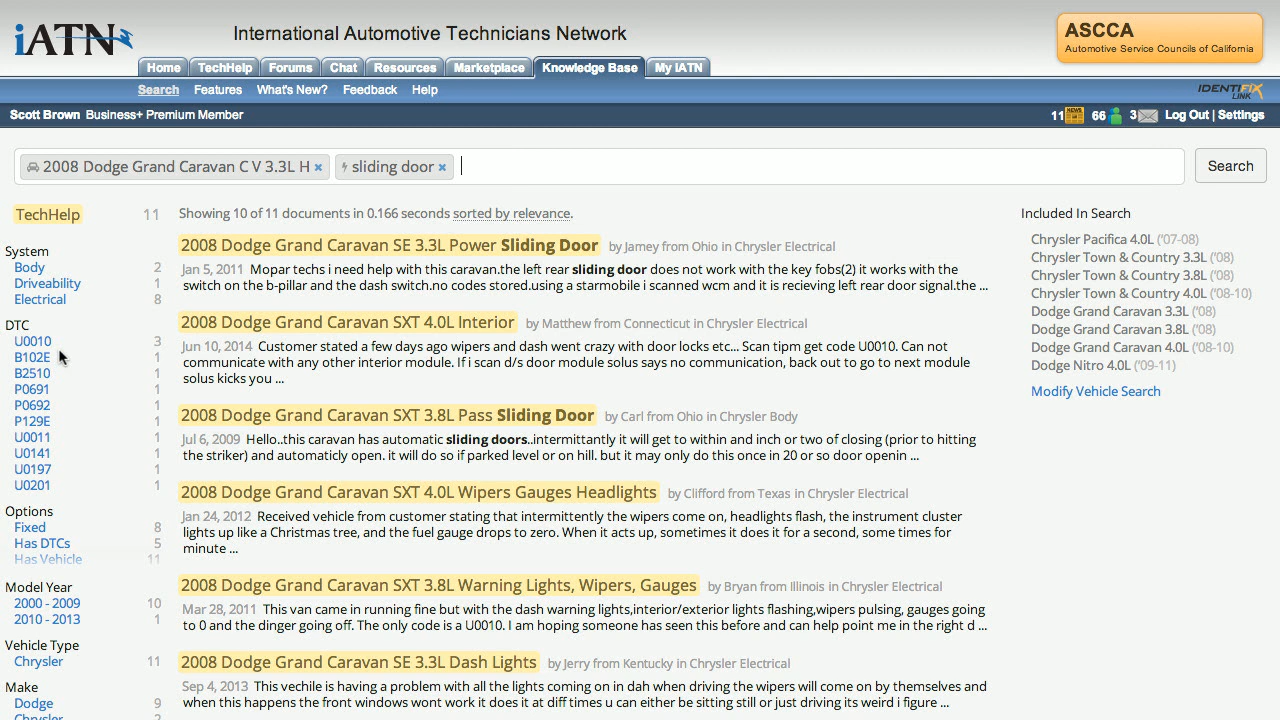 iATN
International Automotive Technicians Network
ASCCA
Automotive Service Councils of California
Home TechHelp Forums Chat Resources Marketplace Knowledge Base My iATN
Search Features What's New? Feedback Help
IDENTIFIX
LINK
Scott Brown Business+ Premium Member
11 NEWS 66 3 Log Out | Settings
2008 Dodge Grand Caravan C V 3.3L H × sliding door ×
Search
TechHelp 11
Showing 10 of 11 documents in 0.166 seconds sorted by relevance.
System
Body 2
Driveability 1
Electrical 8
DTC
U0010 3
B102E 1
B2510 1
P0691 1
P0692 1
P129E 1
U0011 1
U0141 1
U0197 1
U0201 1
Options
Fixed 8
Has DTCs 5
Has Vehicle 11
Model Year
2000 - 2009 10
2010 - 2013 1
Vehicle Type
Chrysler 11
Make
Dodge 9
Chrysler 2
2008 Dodge Grand Caravan SE 3.3L Power Sliding Door by Jamey from Ohio in Chrysler Electrical
Jan 5, 2011 Mopar techs i need help with this caravan.the left rear sliding door does not work with the key fobs(2) it works with the
switch on the b-pillar and the dash switch.no codes stored.using a starmobile i scanned wcm and it is recieving left rear door signal.the ...
2008 Dodge Grand Caravan SXT 4.0L Interior by Matthew from Connecticut in Chrysler Electrical
Jun 10, 2014 Customer stated a few days ago wipers and dash went crazy with door locks etc... Scan tipm get code U0010. Can not
communicate with any other interior module. If i scan d/s door module solus says no communication, back out to go to next module
solus kicks you ...
2008 Dodge Grand Caravan SXT 3.8L Pass Sliding Door by Carl from Ohio in Chrysler Body
Jul 6, 2009 Hello..this caravan has automatic sliding doors..intermittantly it will get to within and inch or two of closing (prior to hitting
the striker) and automaticly open. it will do so if parked level or on hill. but it may only do this once in 20 or so door openin ...
2008 Dodge Grand Caravan SXT 4.0L Wipers Gauges Headlights by Clifford from Texas in Chrysler Electrical
Jan 24, 2012 Received vehicle from customer stating that intermittently the wipers come on, headlights flash, the instrument cluster
lights up like a Christmas tree, and the fuel gauge drops to zero. When it acts up, sometimes it does it for a second, some times for
minute ...
2008 Dodge Grand Caravan SXT 3.8L Warning Lights, Wipers, Gauges by Bryan from Illinois in Chrysler Electrical
Mar 28, 2011 This van came in running fine but with the dash warning lights,interior/exterior lights flashing,wipers pulsing, gauges going
to 0 and the dinger going off. The only code is a U0010. I am hoping someone has seen this before and can help point me in the right d ...
2008 Dodge Grand Caravan SE 3.3L Dash Lights by Jerry from Kentucky in Chrysler Electrical
Sep 4, 2013 This vechile is having a problem with all the lights coming on in dah when driving the wipers will come on by themselves and
when this happens the front windows wont work it does it at diff times u can either be sitting still or just driving its weird i figure ...
Included In Search
Chrysler Pacifica 4.0L ('07-08)
Chrysler Town & Country 3.3L ('08)
Chrysler Town & Country 3.8L ('08)
Chrysler Town & Country 4.0L ('08-10)
Dodge Grand Caravan 3.3L ('08)
Dodge Grand Caravan 3.8L ('08)
Dodge Grand Caravan 4.0L ('08-10)
Dodge Nitro 4.0L ('09-11)
Modify Vehicle Search